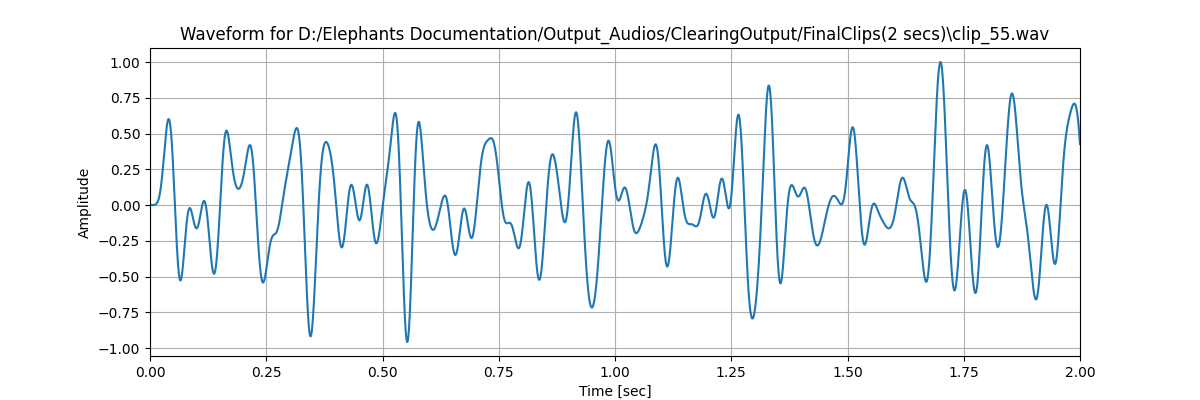 Waveform for D:/Elephants Documentation/Output_Audios/ClearingOutput/FinalClips(2 secs)\clip_55.wav
1.00
0.75
0.50
0.25
0.00
−0.25
−0.50
−0.75
−1.00
Amplitude
0.00 0.25 0.50 0.75 1.00 1.25 1.50 1.75 2.00
Time [sec]